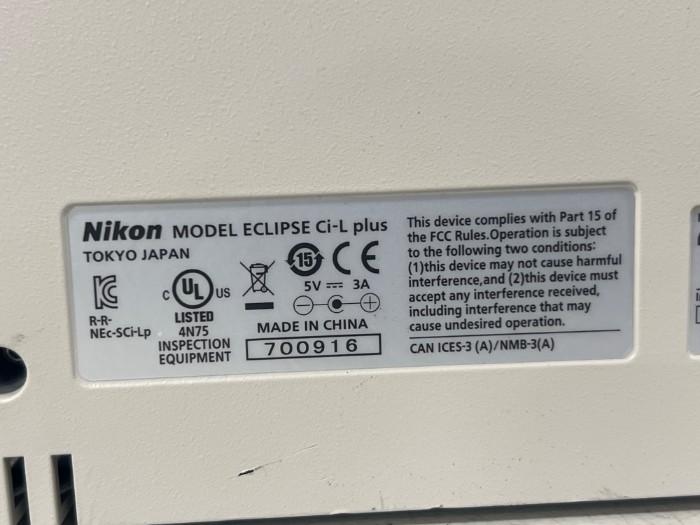 Nikon MODEL ECLIPSE Ci-L plus
TOKYO JAPAN
R-R-
NEc-SCi-Lp
C UL US
LISTED
4N75
INSPECTION
EQUIPMENT
15
CE
5V ⎓ 3A
MADE IN CHINA
700916
This device complies with Part 15 of
the FCC Rules.Operation is subject
to the following two conditions:
(1)this device may not cause harmful
interference,and (2)this device must
accept any interference received,
including interference that may
cause undesired operation.
CAN ICES-3 (A)/NMB-3(A)